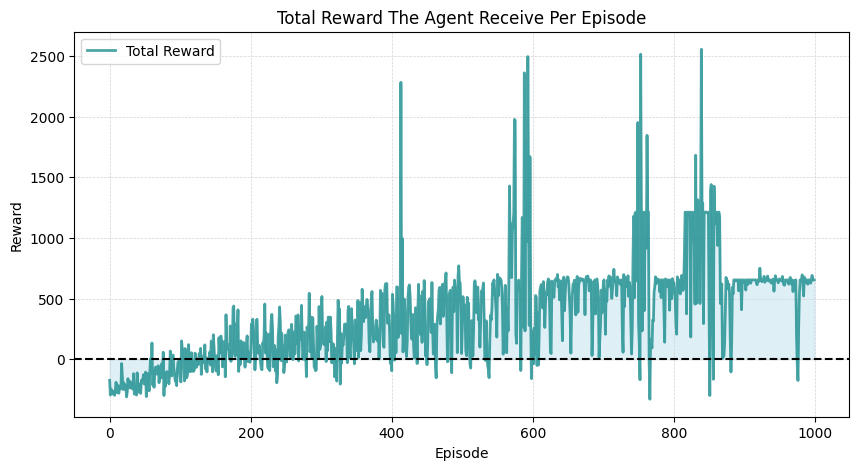 Total Reward The Agent Receive Per Episode
Total Reward
2500
2000
1500
1000
500
0
Reward
0 200 400 600 800 1000
Episode